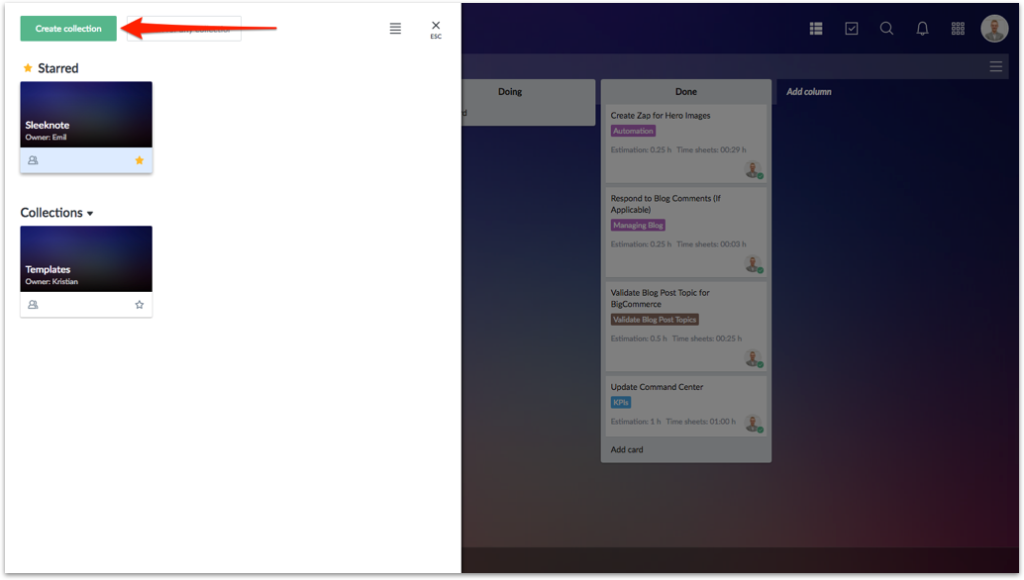 Create collection
ESC
Starred
Sleeknote
Owner: Emil
Collections
Templates
Owner: Kristian
Doing
Done
Create Zap for Hero Images
Automation
Estimation: 0.25 h Time sheets: 00:29 h
Respond to Blog Comments (If
Applicable)
Managing Blog
Estimation: 0.25 h Time sheets: 00:03 h
Validate Blog Post Topic for
BigCommerce
Validate Blog Post Topics
Estimation: 0.5 h Time sheets: 00:25 h
Update Command Center
KPIs
Estimation: 1 h Time sheets: 01:00 h
Add card
Add column